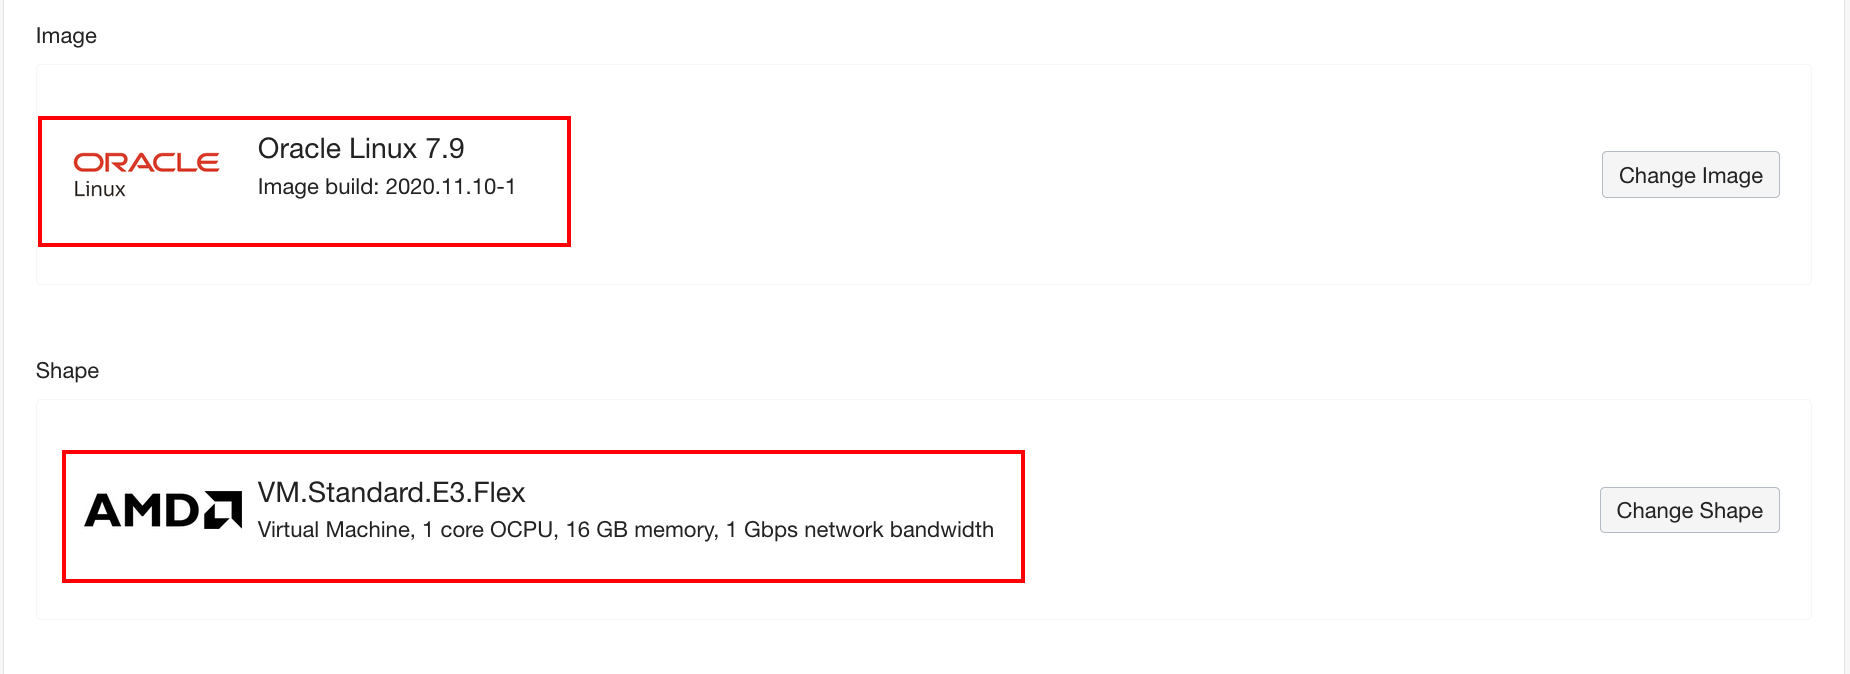 Image
ORACLE
Linux
Oracle Linux 7.9
Image build: 2020.11.10-1
Change Image
Shape
AMD
VM.Standard.E3.Flex
Virtual Machine, 1 core OCPU, 16 GB memory, 1 Gbps network bandwidth
Change Shape